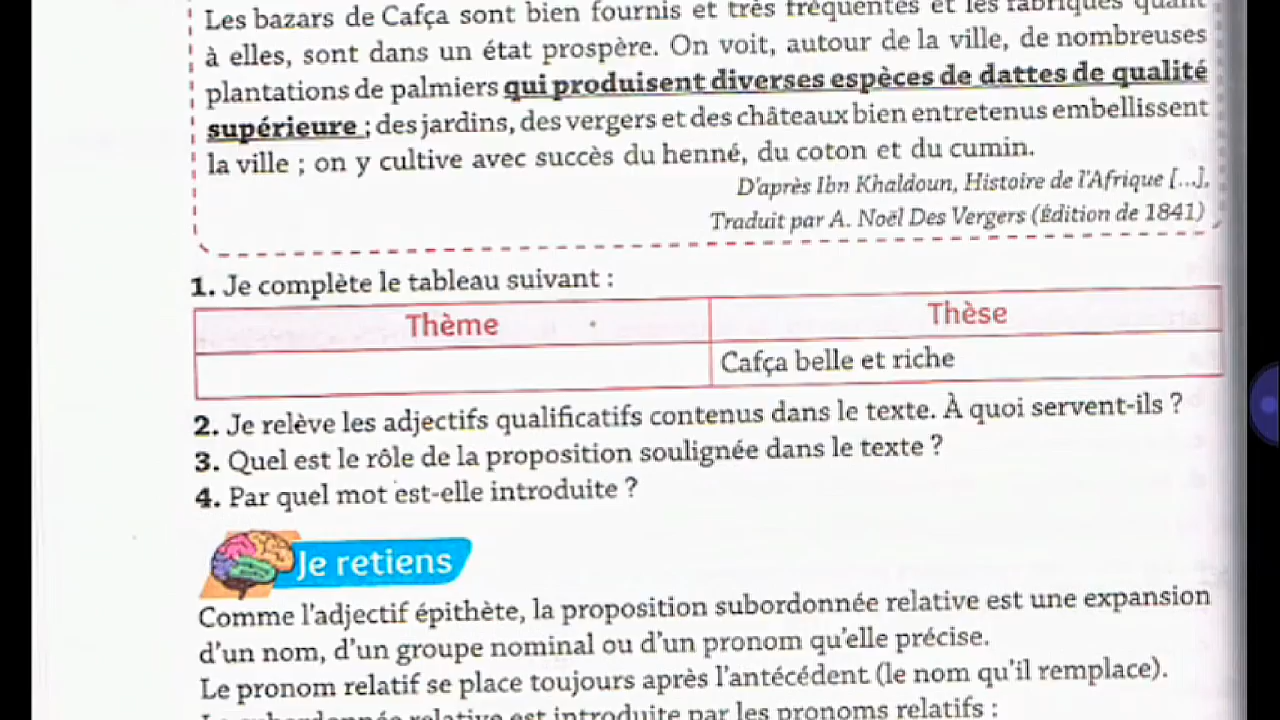 Les bazars de Cafça sont bien fournis et très fréquentés et les fabriques quant
à elles, sont dans un état prospère. On voit, autour de la ville, de nombreuses
plantations de palmiers qui produisent diverses espèces de dattes de qualité
supérieure ; des jardins, des vergers et des châteaux bien entretenus embellissent
la ville ; on y cultive avec succès du henné, du coton et du cumin.
D'après Ibn Khaldoun, Histoire de l'Afrique [...],
Traduit par A. Noël Des Vergers (Édition de 1841)
1. Je complète le tableau suivant :
Thème Thèse
Cafça belle et riche
2. Je relève les adjectifs qualificatifs contenus dans le texte. À quoi servent-ils ?
3. Quel est le rôle de la proposition soulignée dans le texte ?
4. Par quel mot est-elle introduite ?
Je retiens
Comme l'adjectif épithète, la proposition subordonnée relative est une expansion
d'un nom, d'un groupe nominal ou d'un pronom qu'elle précise.
Le pronom relatif se place toujours après l'antécédent (le nom qu'il remplace).
La subordonnée relative est introduite par les pronoms relatifs :